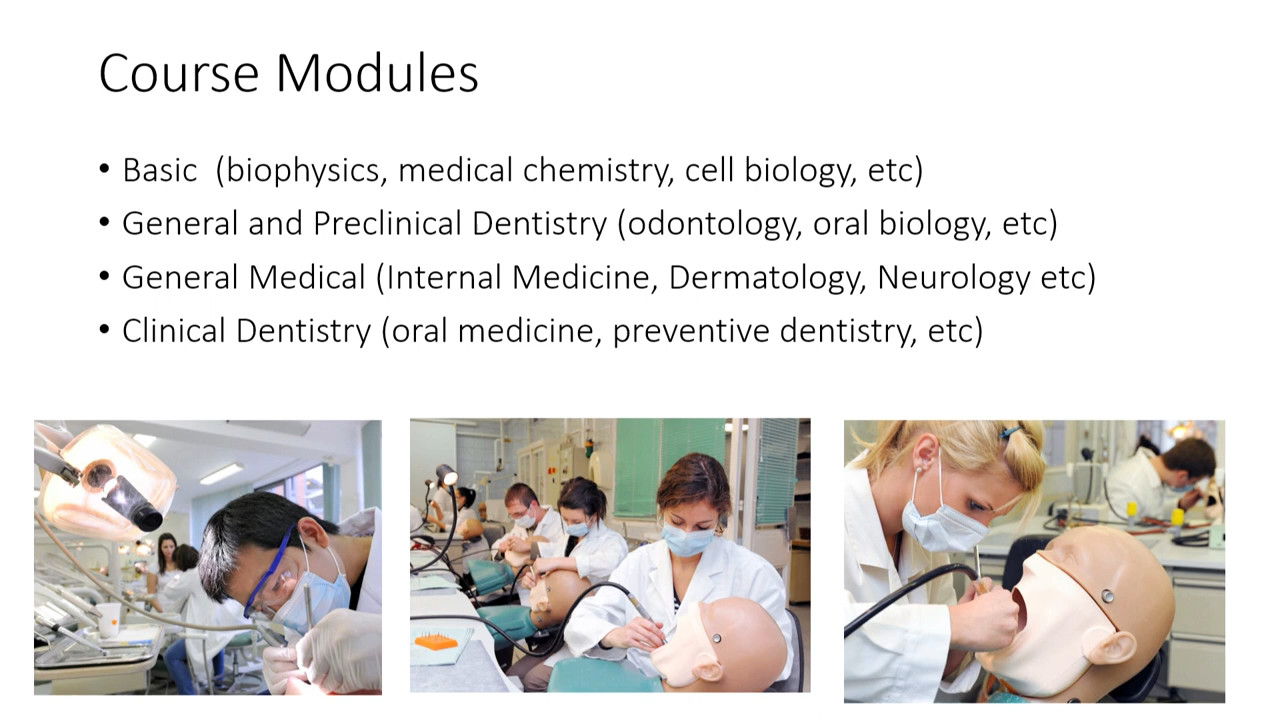 Course Modules
• Basic  (biophysics, medical chemistry, cell biology, etc)
• General and Preclinical Dentistry (odontology, oral biology, etc)
• General Medical (Internal Medicine, Dermatology, Neurology etc)
• Clinical Dentistry (oral medicine, preventive dentistry, etc)